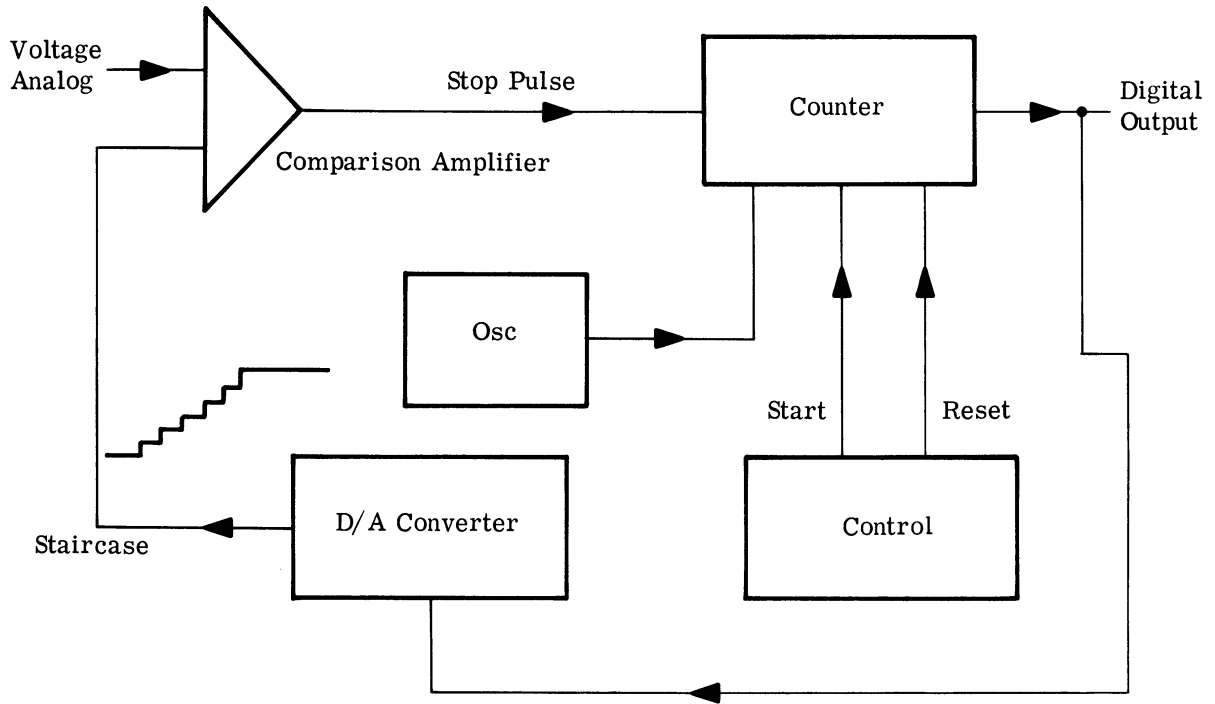 Voltage
Analog
Stop Pulse
Counter
Digital
Output
Comparison Amplifier
Osc
Start
Reset
D/A Converter
Control
Staircase